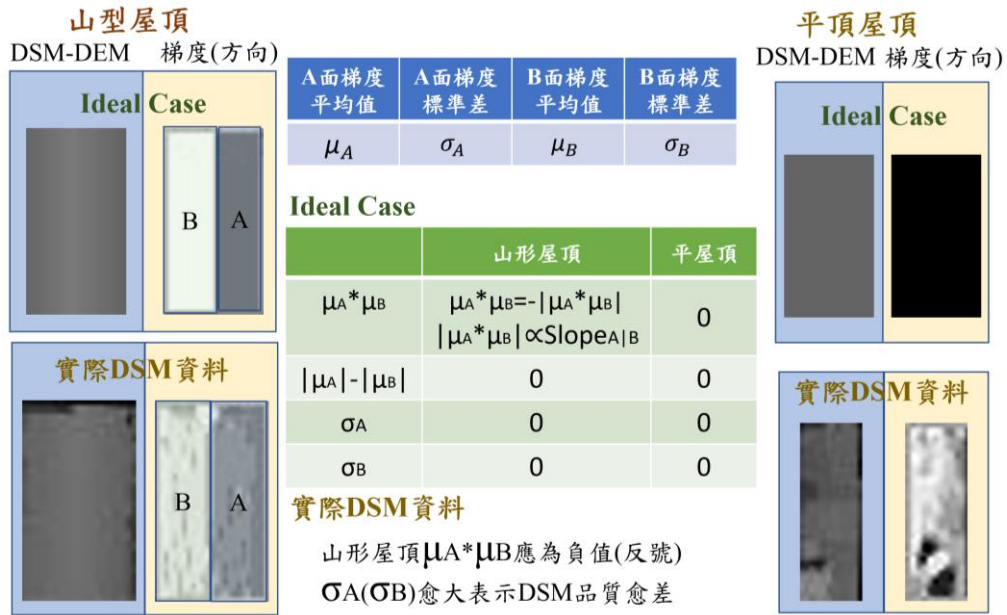 山型屋頂
DSM-DEM 梯度(方向)
Ideal Case
B A
實際DSM資料
B A
A面梯度平均值 A面梯度標準差 B面梯度平均值 B面梯度標準差
μA σA μB σB
Ideal Case
山形屋頂 平屋頂
μA*μB μA*μB=-|μA*μB| 0
|μA*μB|∝SlopeA|B
|μA|-|μB| 0 0
σA 0 0
σB 0 0
實際DSM資料
山形屋頂μA*μB應為負值(反號)
σA(σB)愈大表示DSM品質愈差
平頂屋頂
DSM-DEM 梯度(方向)
Ideal Case
實際DSM資料